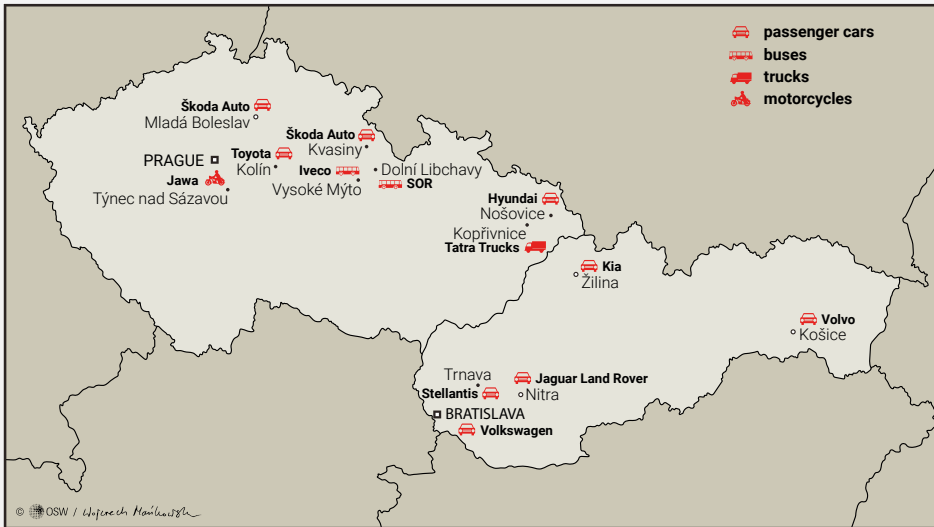 passenger cars
buses
trucks
motorcycles
Škoda Auto
Mladá Boleslav
Škoda Auto
Kvasiny
PRAGUE
Toyota
Kolín
Iveco
Dolní Libchavy
Jawa
Vysoké Mýto
SOR
Týnec nad Sázavou
Hyundai
Nošovice
Kopřivnice
Tatra Trucks
Kia
Žilina
Volvo
Košice
Trnava
Jaguar Land Rover
Stellantis
Nitra
BRATISLAVA
Volkswagen
© OSW / Wojciech Mańkowski